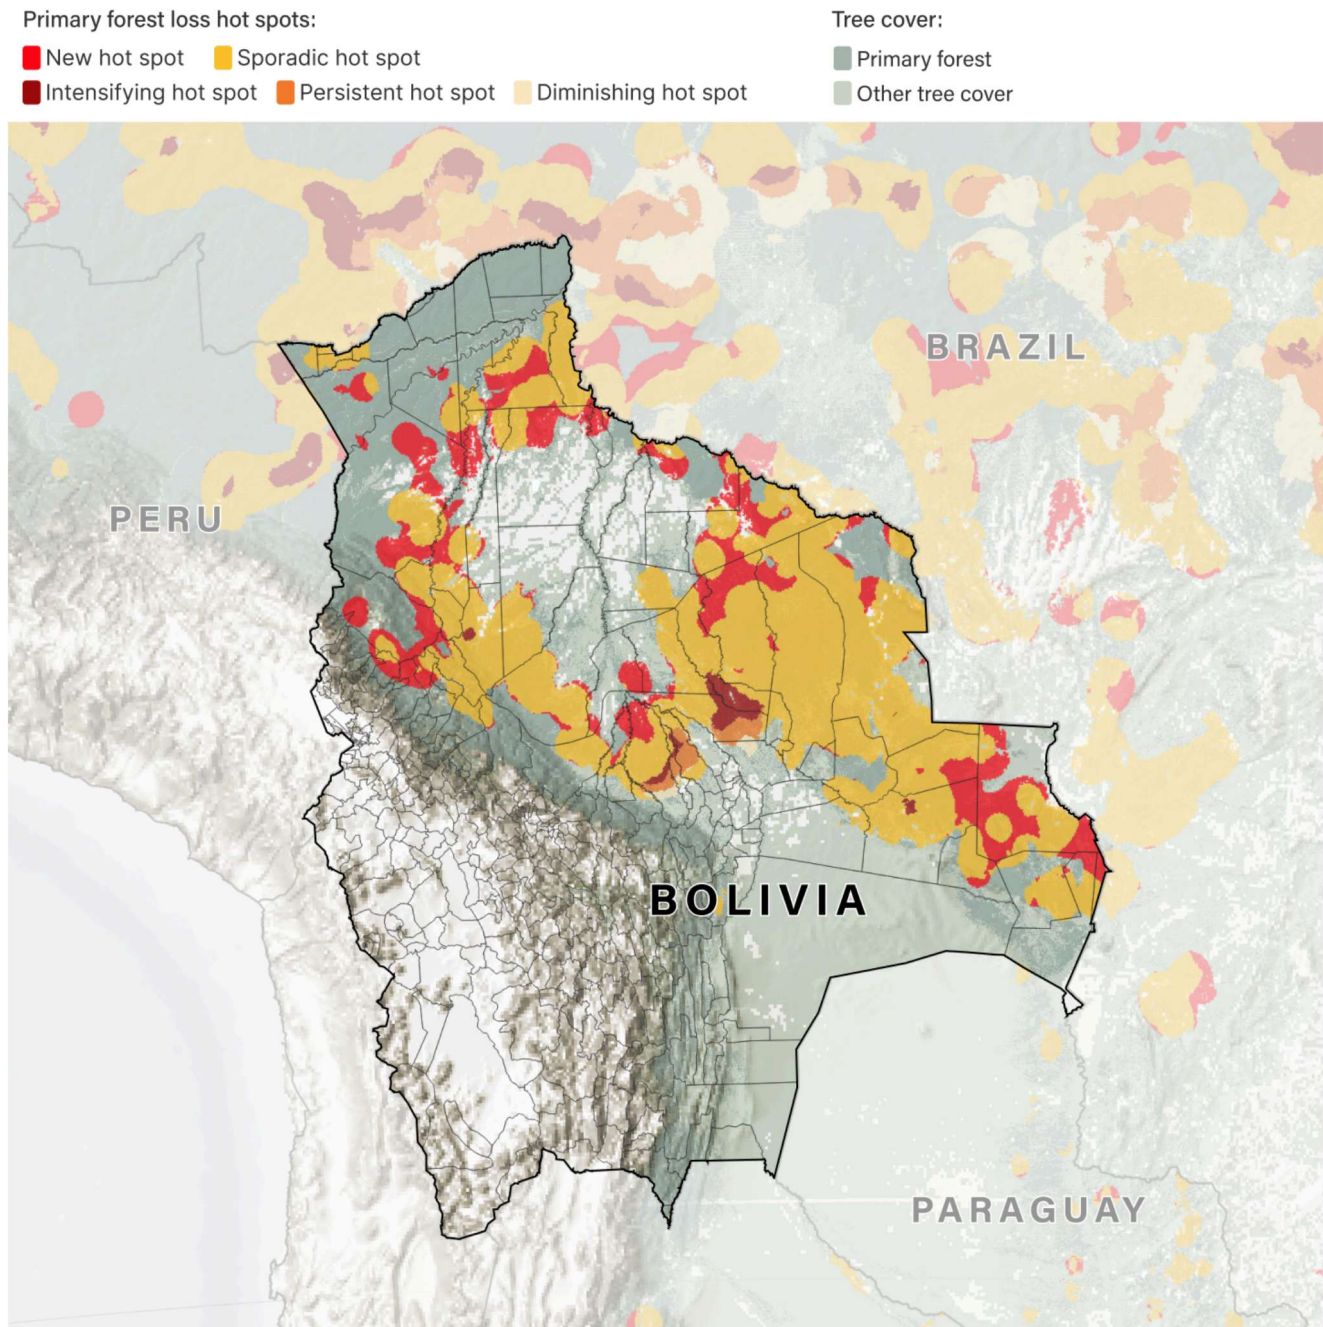 Primary forest loss hot spots:
New hot spot
Sporadic hot spot
Intensifying hot spot
Persistent hot spot
Diminishing hot spot
Tree cover:
Primary forest
Other tree cover
BRAZIL
PERU
BOLIVIA
PARAGUAY